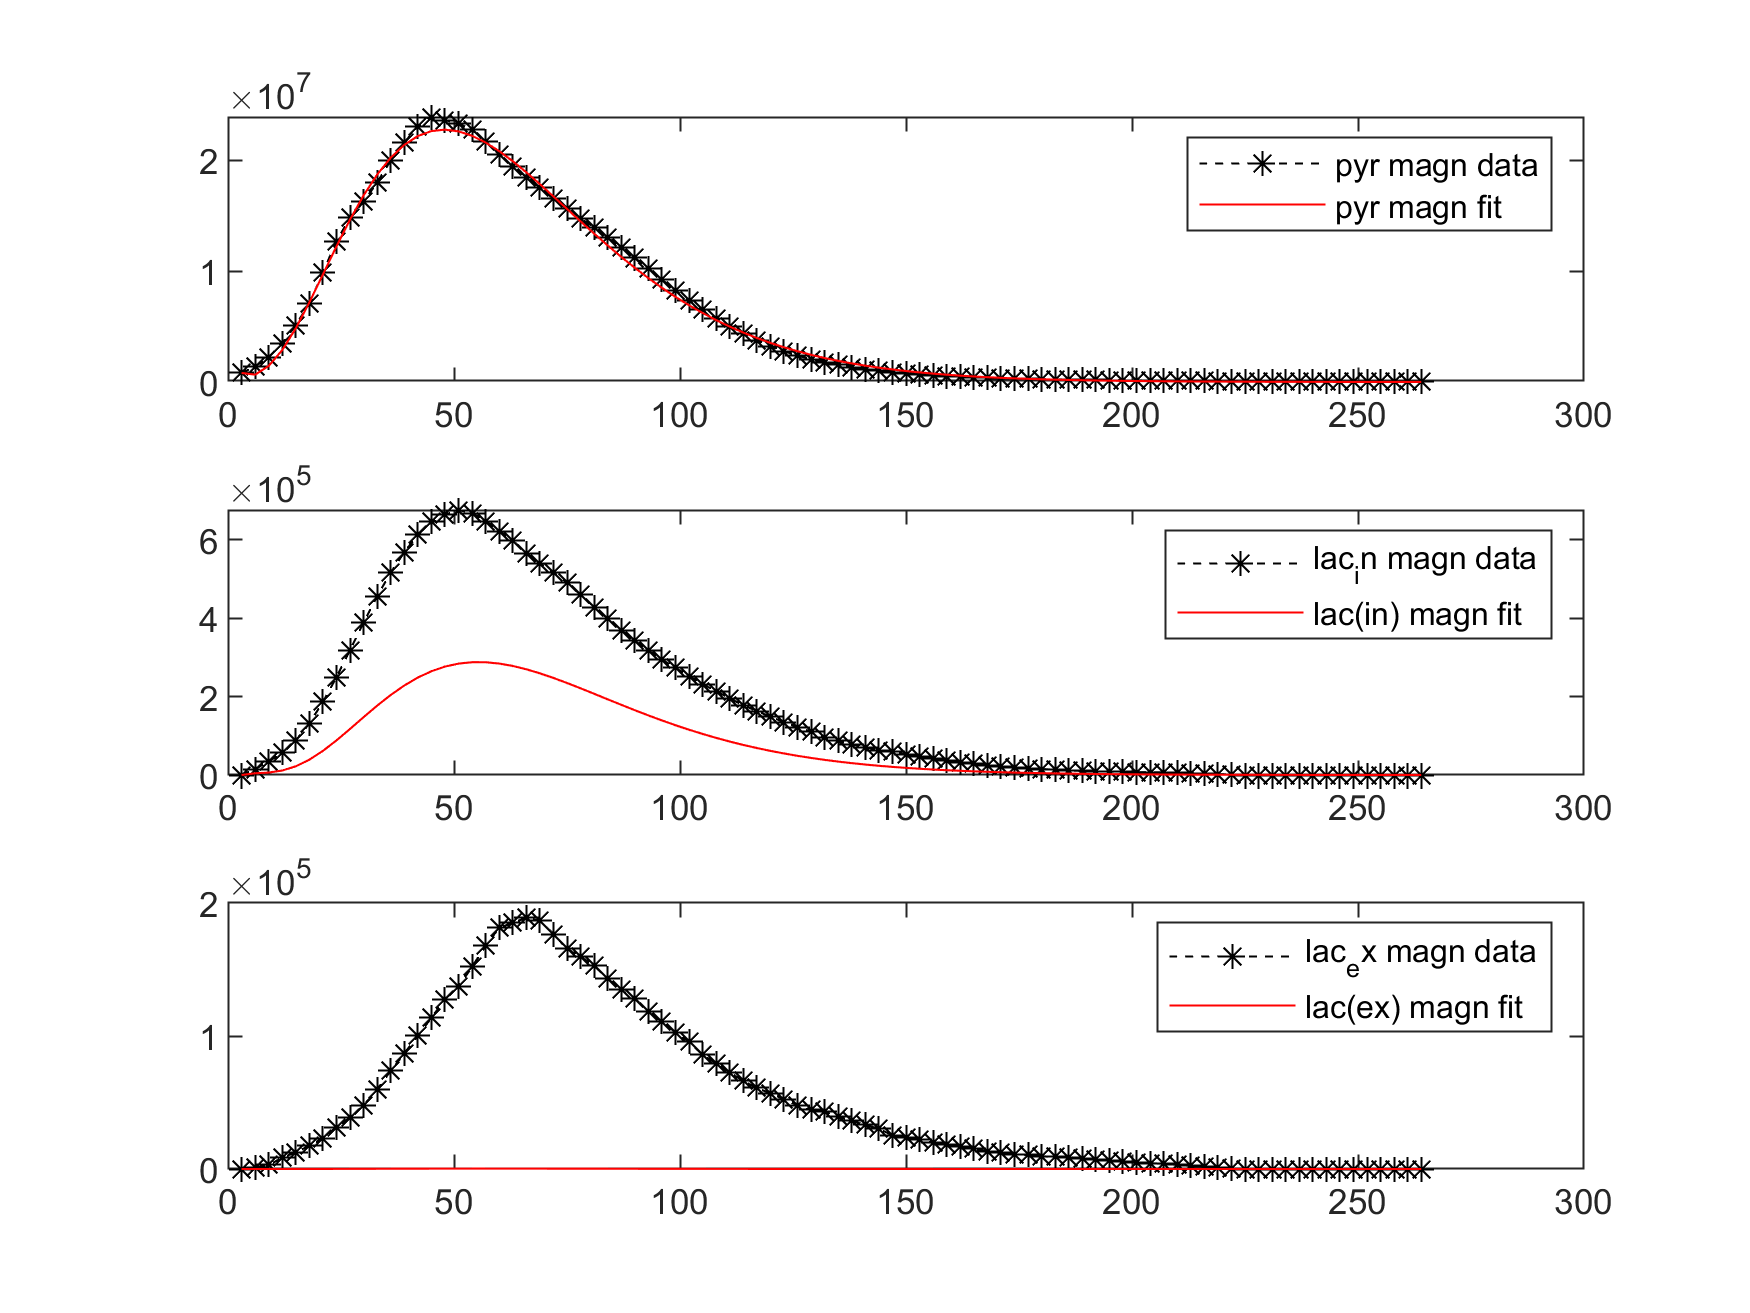 ×10^7
2
1
0
0 50 100 150 200 250 300
pyr magn data
pyr magn fit
×10^5
6
4
2
0
0 50 100 150 200 250 300
lac_in magn data
lac(in) magn fit
×10^5
2
1
0
0 50 100 150 200 250 300
lac_ex magn data
lac(ex) magn fit